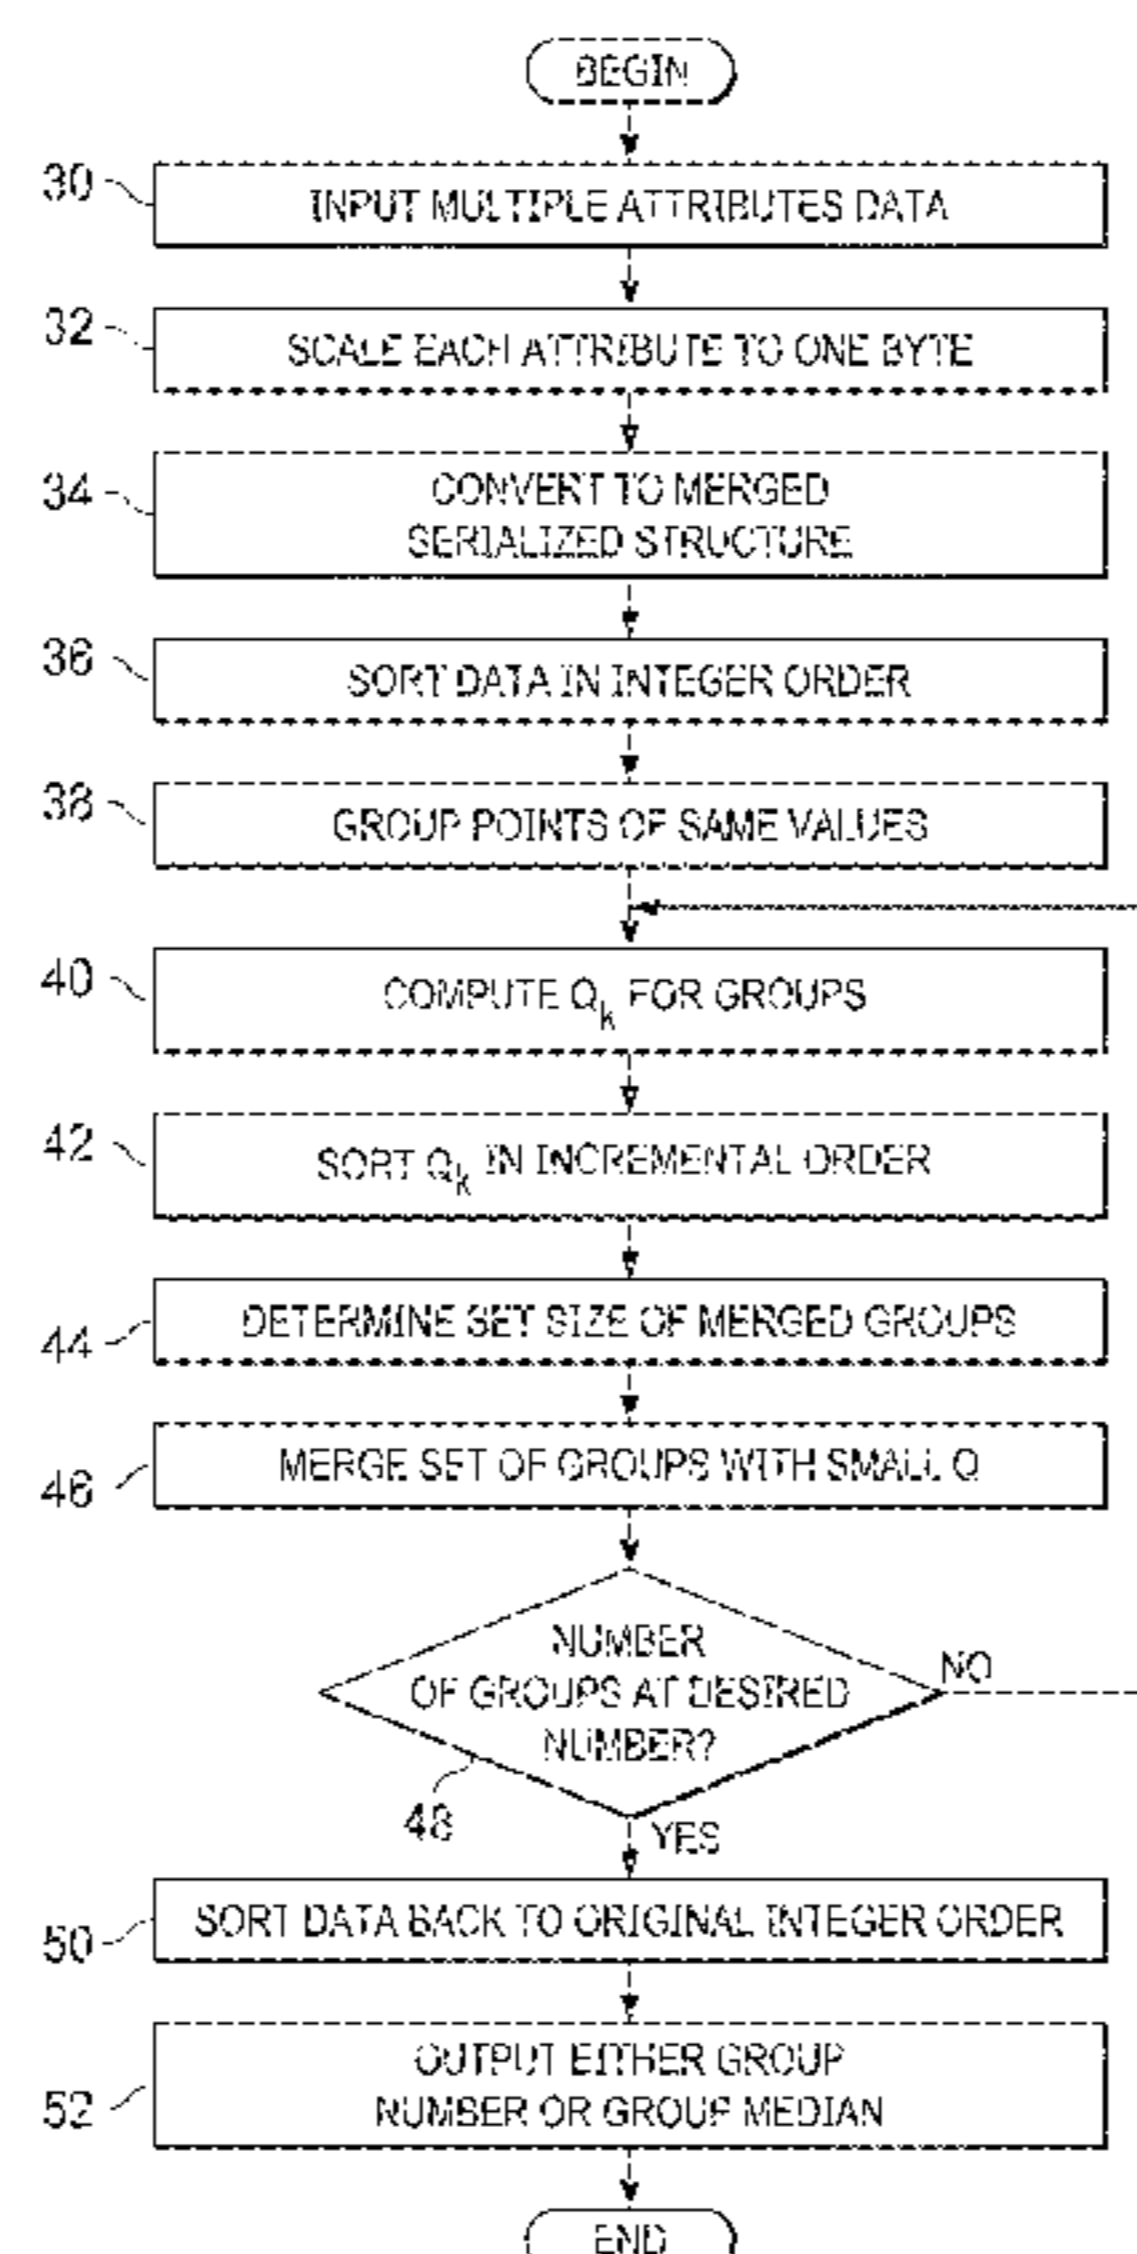 BEGIN
30
INPUT MULTIPLE ATTRIBUTES DATA
32
SCALE EACH ATTRIBUTE TO ONE BYTE
34
CONVERT TO MERGED
SERIALIZED STRUCTURE
36
SORT DATA IN INTEGER ORDER
38
GROUP POINTS OF SAME VALUES
40
COMPUTE Qk FOR GROUPS
42
SORT Qk IN INCREMENTAL ORDER
44
DETERMINE SET SIZE OF MERGED GROUPS
46
MERGE SET OF GROUPS WITH SMALL Q
NUMBER
OF GROUPS AT DESIRED
NUMBER?
NO
48
YES
50
SORT DATA BACK TO ORIGINAL INTEGER ORDER
52
OUTPUT EITHER GROUP
NUMBER OR GROUP MEDIAN
END